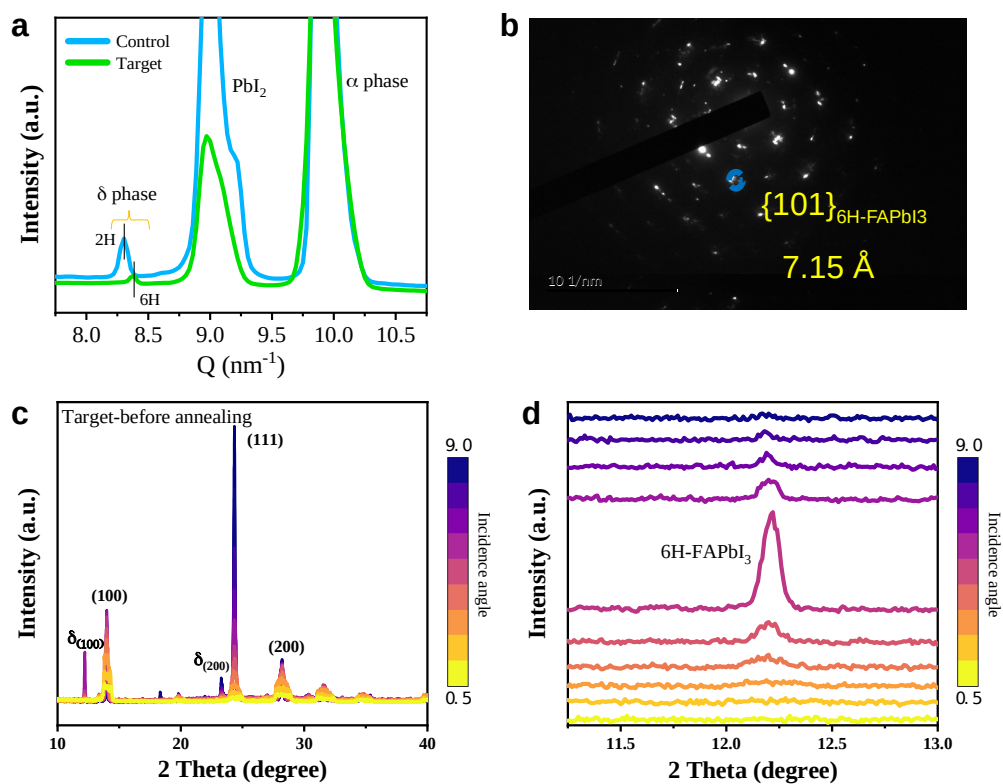 a
Control
Target
PbI₂
α phase
δ phase
2H
6H
Intensity (a.u.)
8.0 8.5 9.0 9.5 10.0 10.5
Q (nm⁻¹)
b
{101}6H-FAPbI3
7.15 Å
10 1/nm
c
Target-before annealing
(111)
(100)
δ(100)
δ(200)
(200)
Intensity (a.u.)
10 20 30 40
2 Theta (degree)
9.0
Incidence angle
0.5
d
6H-FAPbI₃
Intensity (a.u.)
11.5 12.0 12.5 13.0
2 Theta (degree)
9.0
Incidence angle
0.5